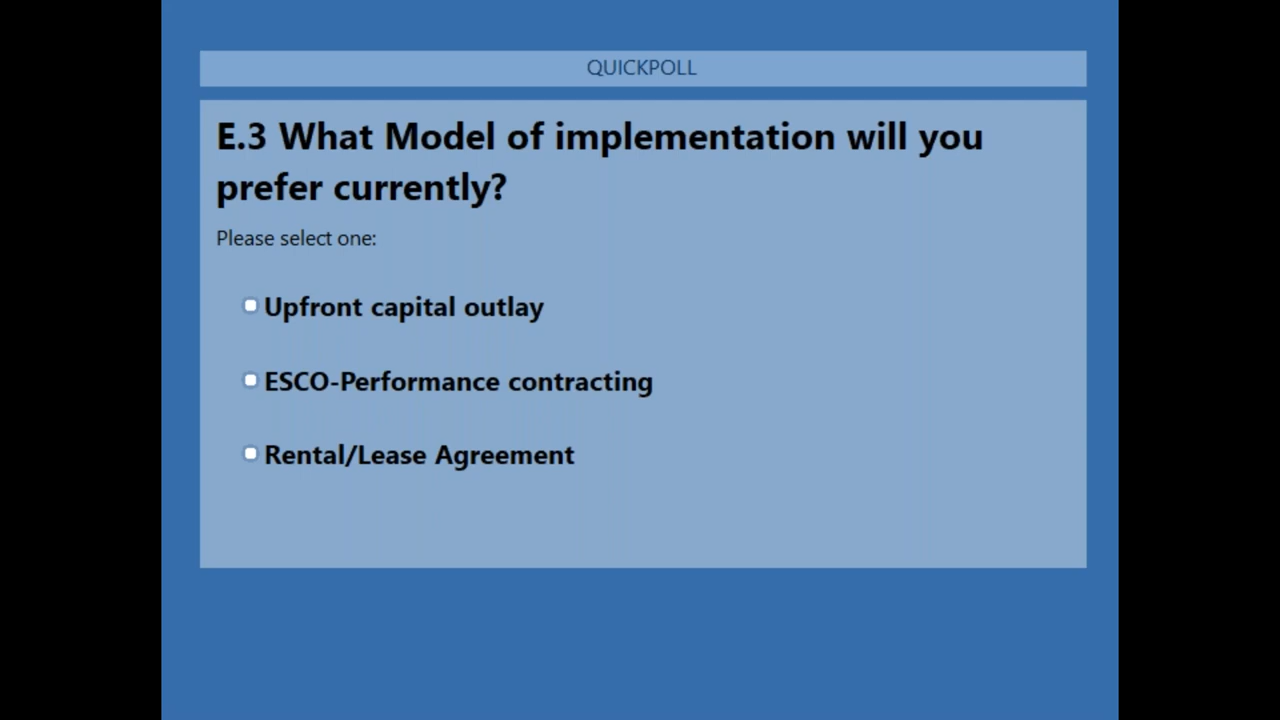 QUICKPOLL
E.3 What Model of implementation will you
prefer currently?
Please select one:
Upfront capital outlay
ESCO-Performance contracting
Rental/Lease Agreement